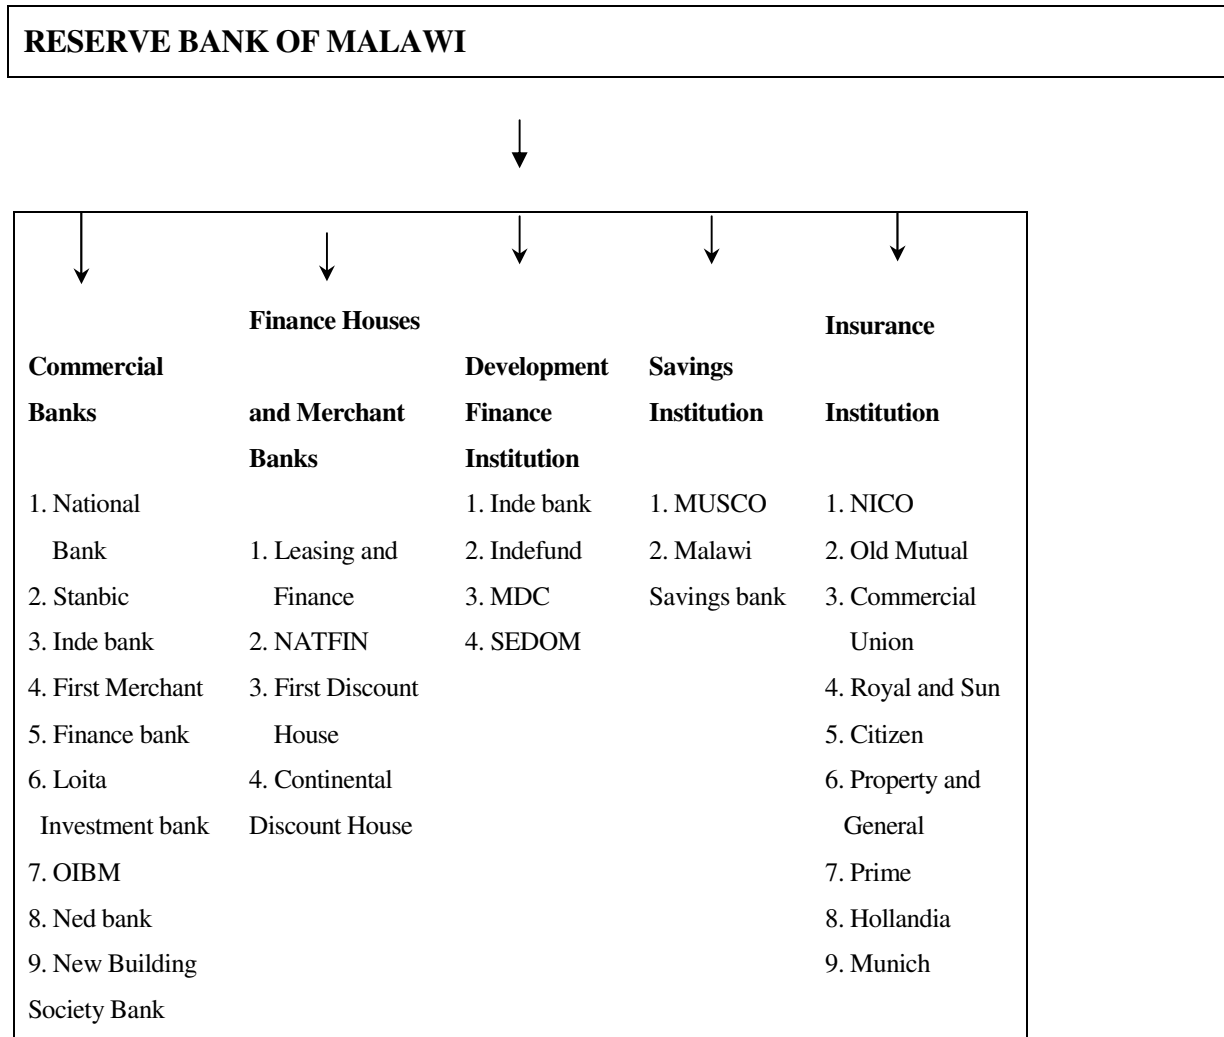 RESERVE BANK OF MALAWI
Commercial
Banks
1. National
Bank
2. Stanbic
3. Inde bank
4. First Merchant
5. Finance bank
6. Loita
Investment bank
7. OIBM
8. Ned bank
9. New Building
Society Bank
Finance Houses
and Merchant
Banks
1. Leasing and
Finance
2. NATFIN
3. First Discount
House
4. Continental
Discount House
Development
Finance
Institution
1. Inde bank
2. Indefund
3. MDC
4. SEDOM
Savings
Institution
1. MUSCO
2. Malawi
Savings bank
Insurance
Institution
1. NICO
2. Old Mutual
3. Commercial
Union
4. Royal and Sun
5. Citizen
6. Property and
General
7. Prime
8. Hollandia
9. Munich